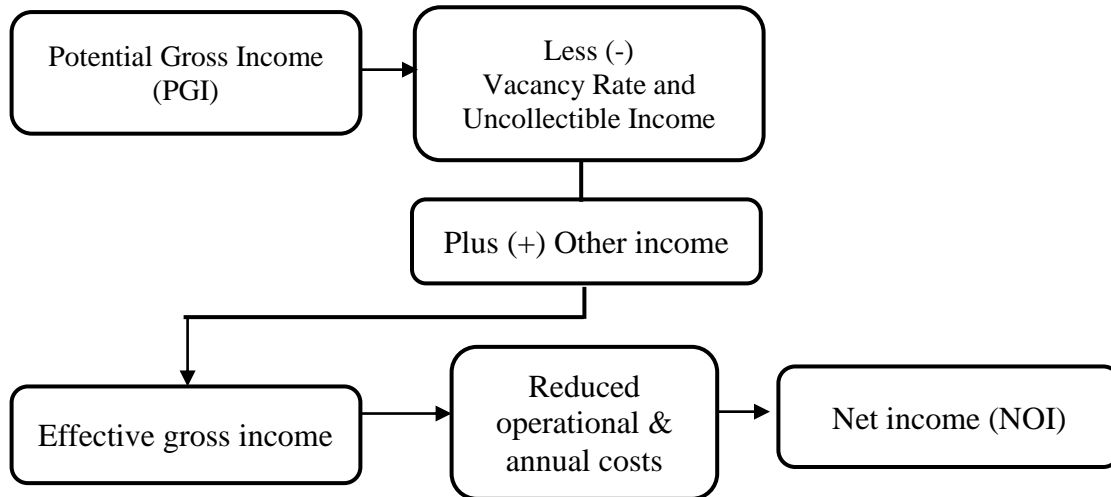 Potential Gross Income
(PGI)
Less (-)
Vacancy Rate and
Uncollectible Income
Plus (+) Other income
Effective gross income
Reduced
operational &
annual costs
Net income (NOI)